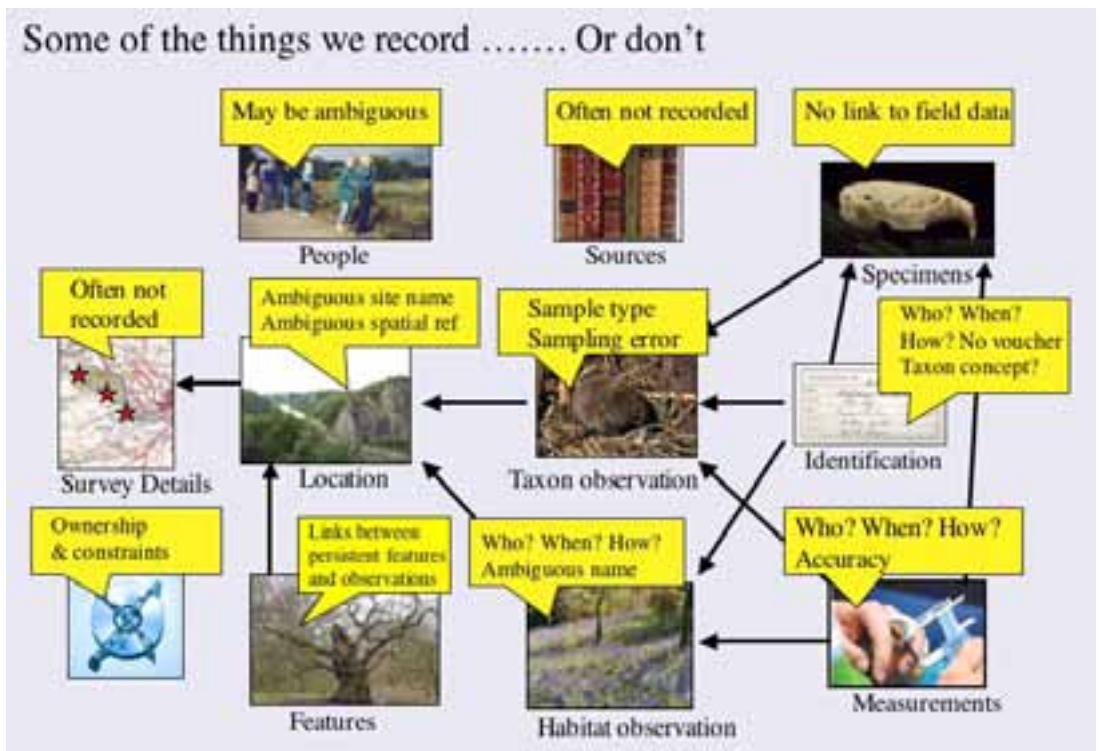 Some of the things we record ....... Or don't
May be ambiguous
Often not recorded
No link to field data
People
Sources
Specimens
Often not
recorded
Ambiguous site name
Ambiguous spatial ref
Sample type
Sampling error
Who? When?
How? No voucher
Taxon concept?
Survey Details
Location
Taxon observation
Identification
Ownership
& constraints
Links between
persistent features
and observations
Who? When? How?
Ambiguous name
Who? When? How?
Accuracy
Features
Habitat observation
Measurements